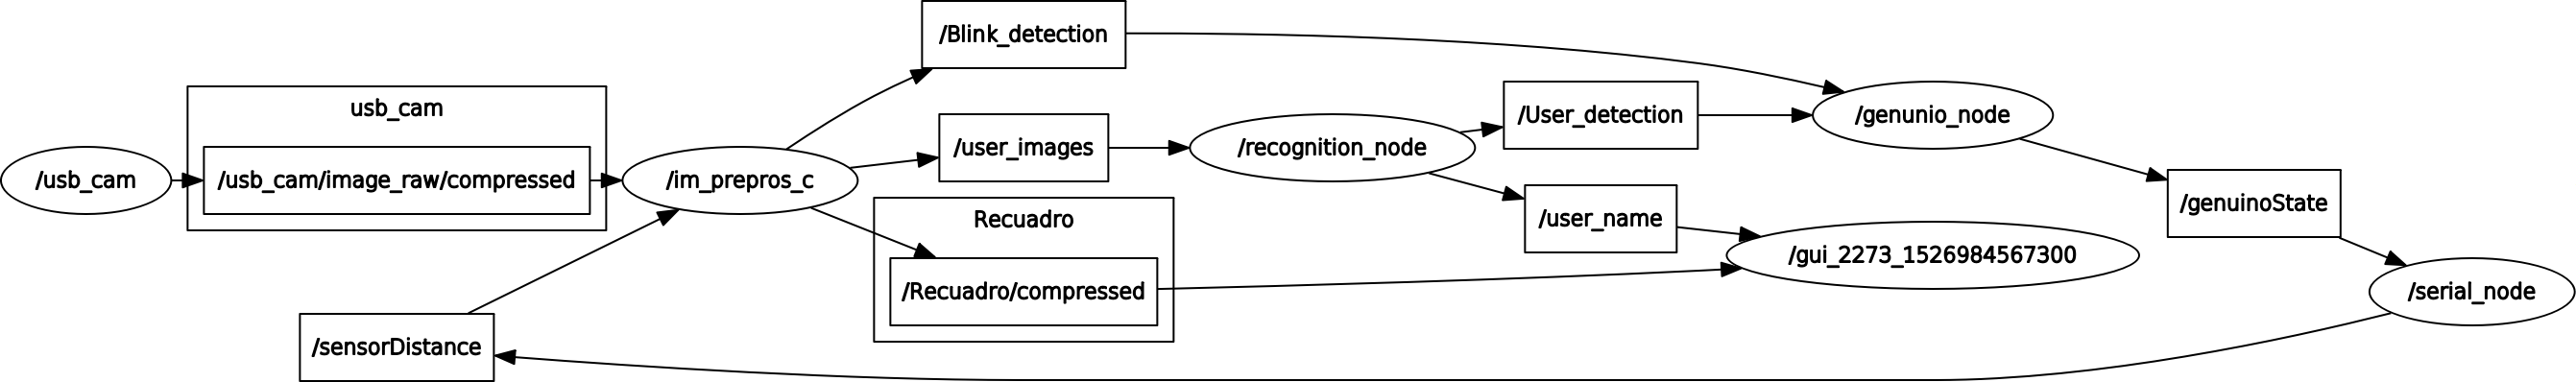 /usb_cam
usb_cam
/usb_cam/image_raw/compressed
/sensorDistance
/im_prepros_c
/Blink_detection
/user_images
Recuadro
/Recuadro/compressed
/recognition_node
/User_detection
/user_name
/genunio_node
/gui_2273_1526984567300
/genuinoState
/serial_node